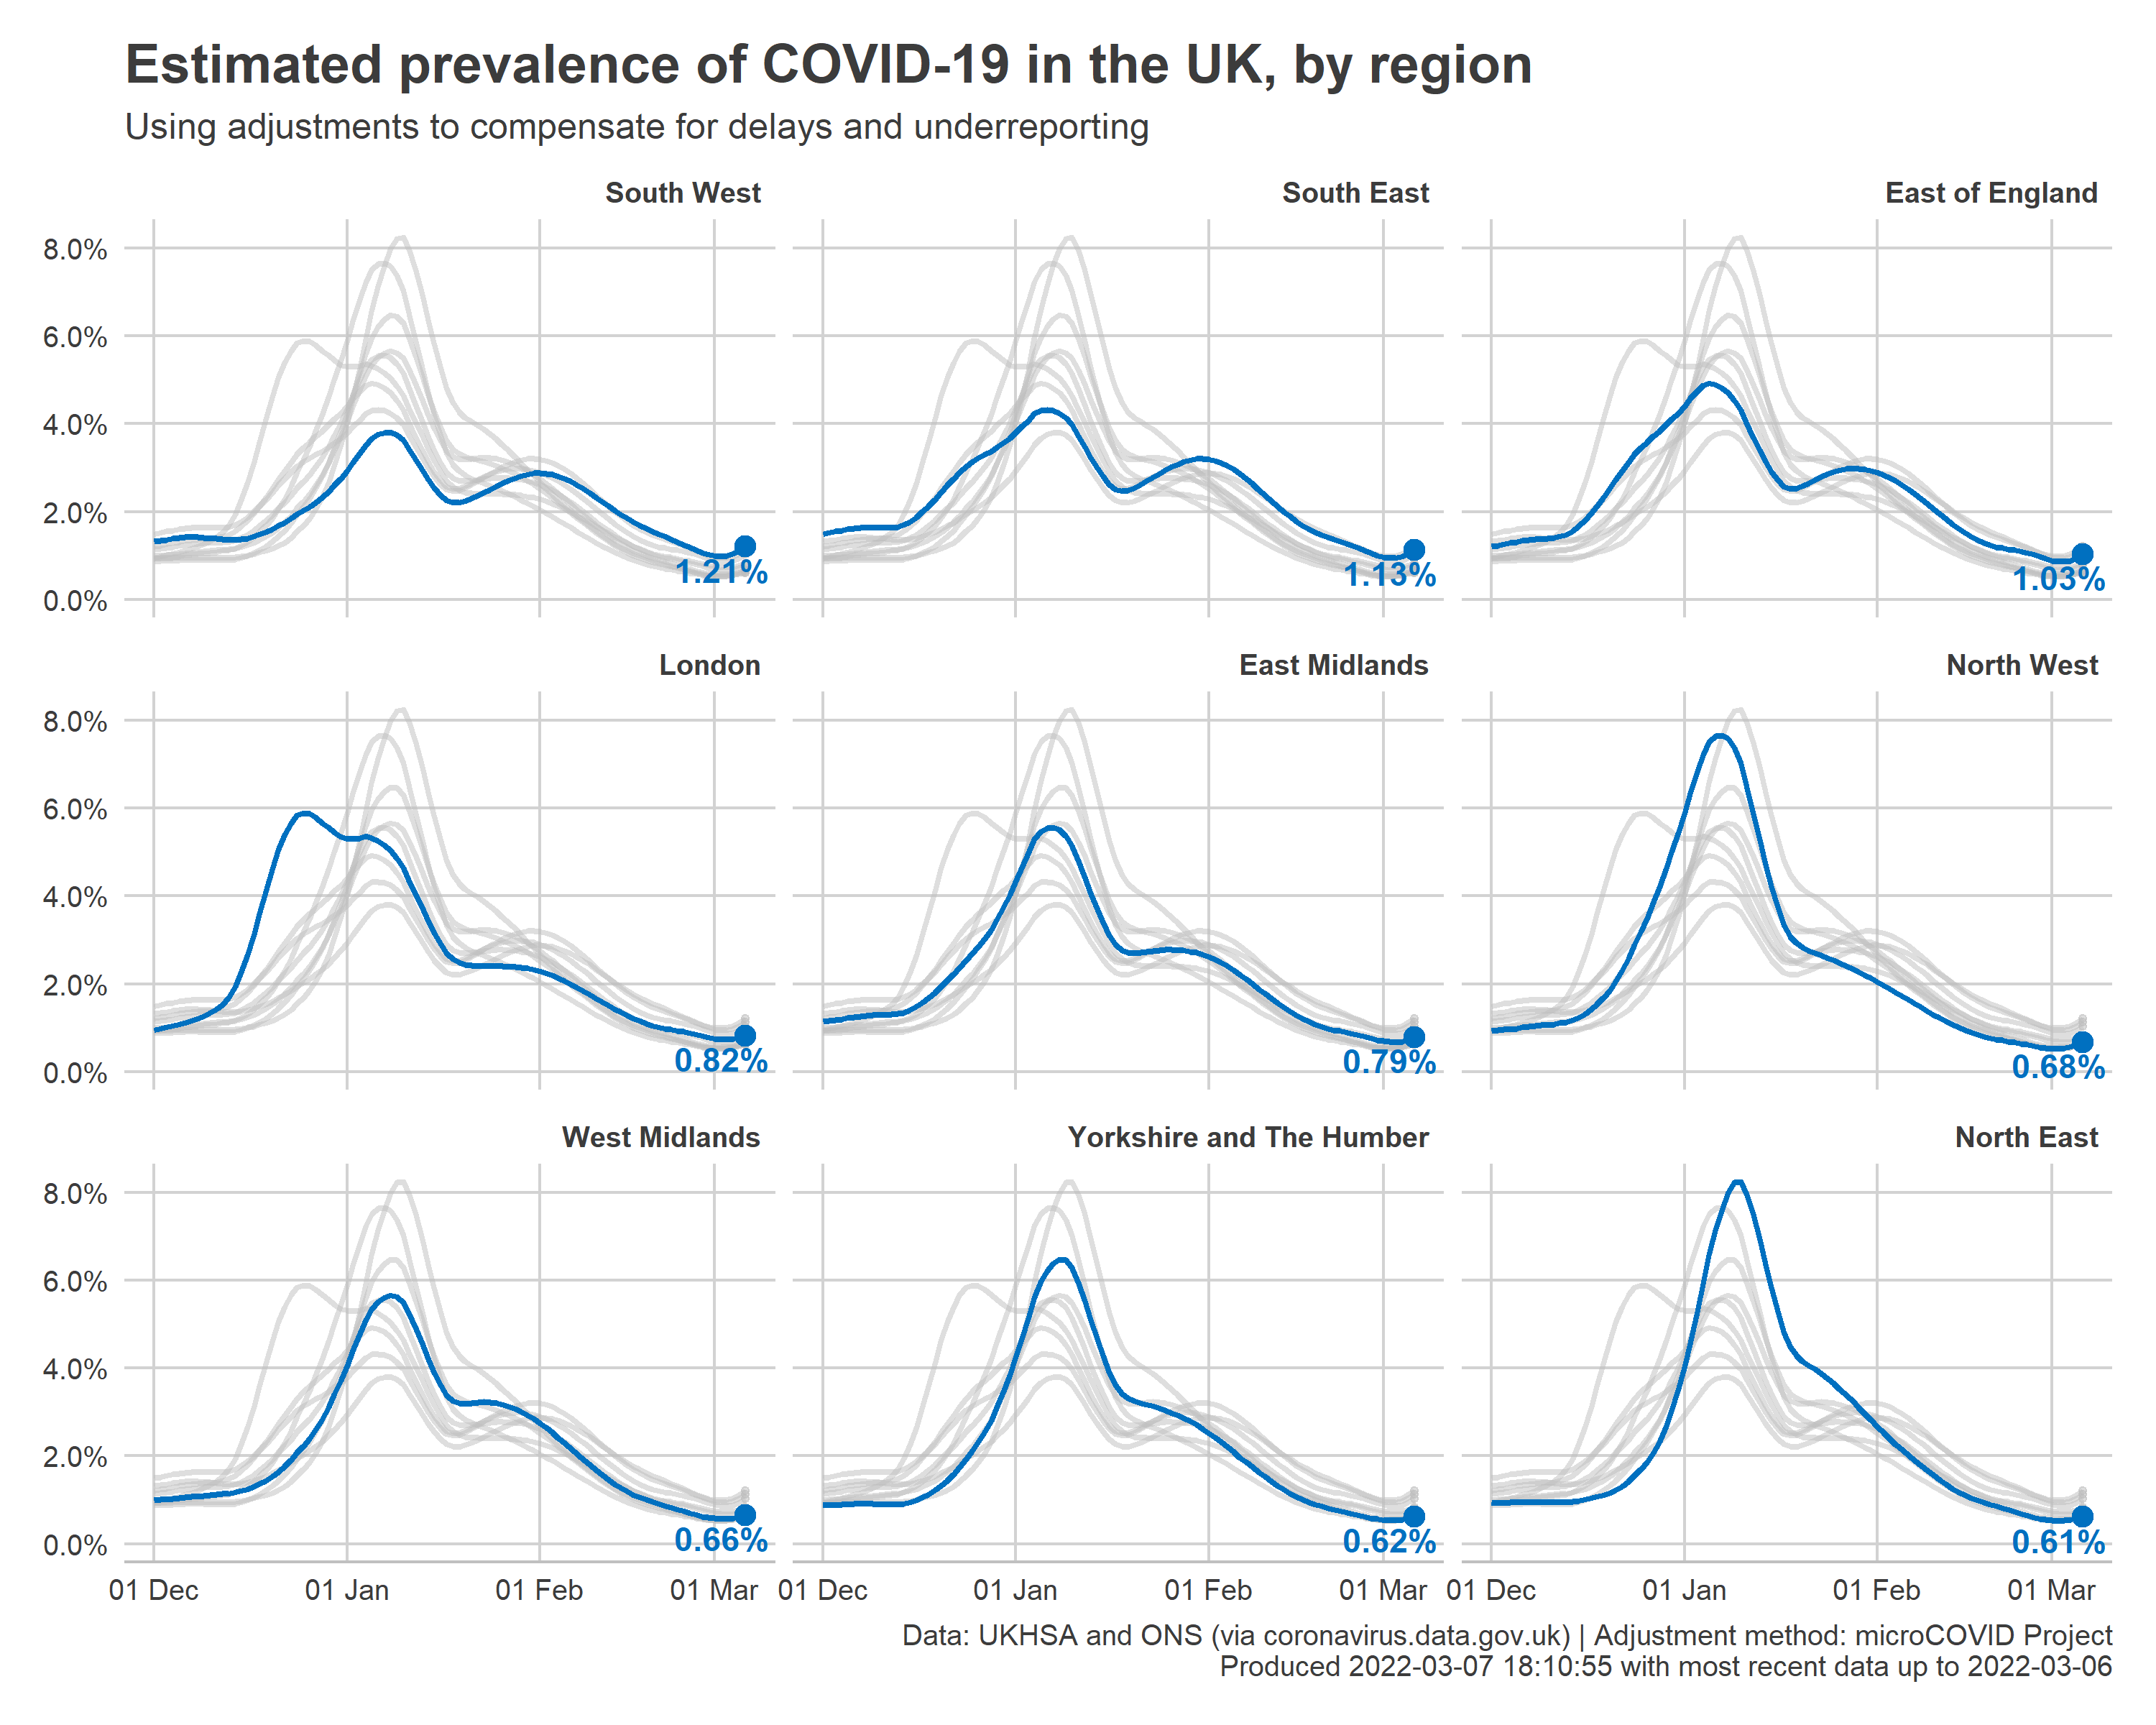 Estimated prevalence of COVID-19 in the UK, by region
Using adjustments to compensate for delays and underreporting
South West
South East
East of England
8.0%
6.0%
4.0%
2.0%
0.0%
1.21%
1.13%
1.03%
London
East Midlands
North West
8.0%
6.0%
4.0%
2.0%
0.0%
0.82%
0.79%
0.68%
West Midlands
Yorkshire and The Humber
North East
8.0%
6.0%
4.0%
2.0%
0.0%
0.66%
0.62%
0.61%
01 Dec 01 Jan 01 Feb 01 Mar 01 Dec 01 Jan 01 Feb 01 Mar 01 Dec 01 Jan 01 Feb 01 Mar
Data: UKHSA and ONS (via coronavirus.data.gov.uk) | Adjustment method: microCOVID Project
Produced 2022-03-07 18:10:55 with most recent data up to 2022-03-06